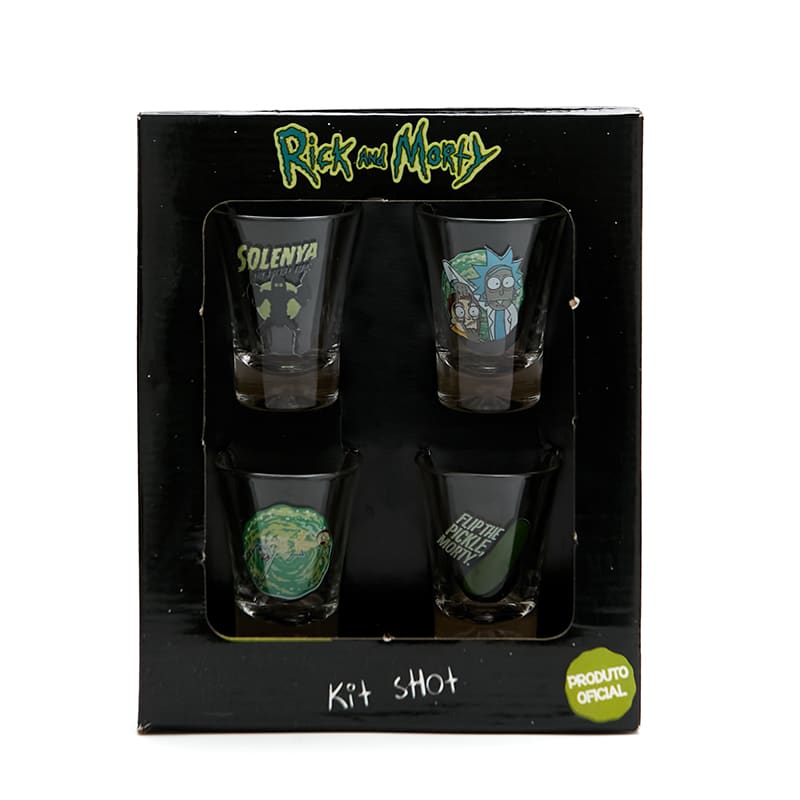 Rick and Morty
SOLENYA
FLIP THE
PICKLE,
MORTY.
Kit SHOt
PRODUTO
OFICIAL